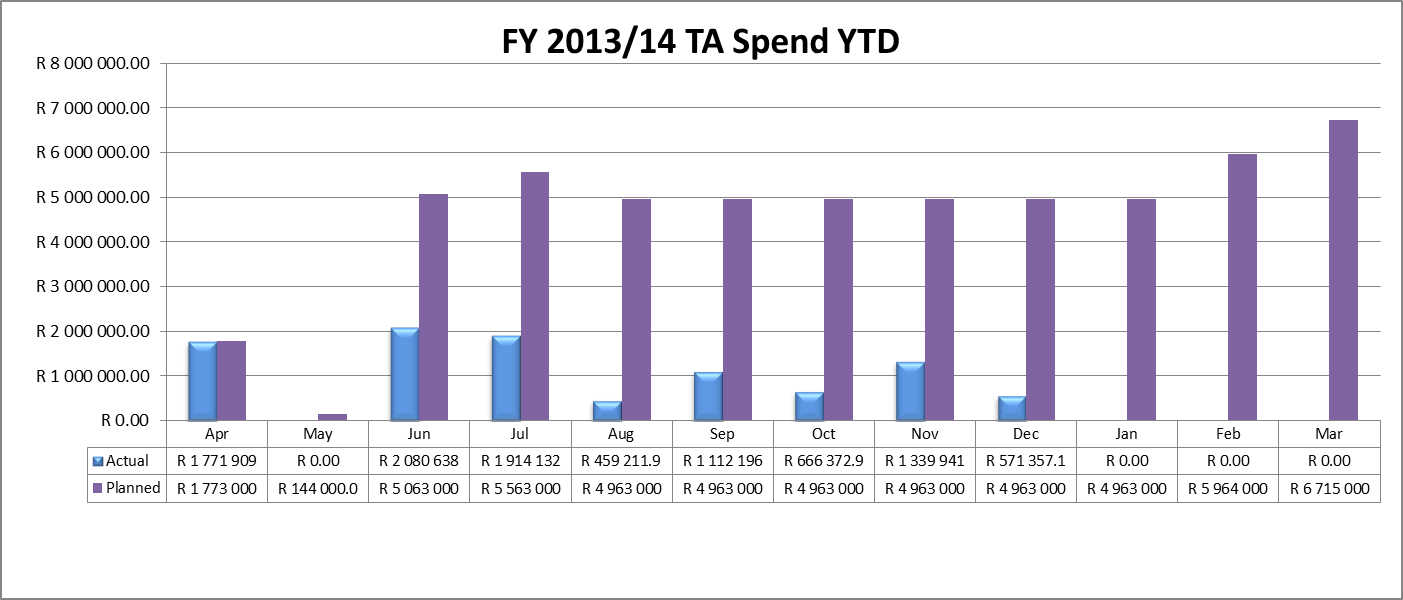 FY 2013/14 TA Spend YTD
R 8 000 000.00
R 7 000 000.00
R 6 000 000.00
R 5 000 000.00
R 4 000 000.00
R 3 000 000.00
R 2 000 000.00
R 1 000 000.00
R 0.00
Apr May Jun Jul Aug Sep Oct Nov Dec Jan Feb Mar
Actual R 1 771 909 R 0.00 R 2 080 638 R 1 914 132 R 459 211.9 R 1 112 196 R 666 372.9 R 1 339 941 R 571 357.1 R 0.00 R 0.00 R 0.00
Planned R 1 773 000 R 144 000.0 R 5 063 000 R 5 563 000 R 4 963 000 R 4 963 000 R 4 963 000 R 4 963 000 R 4 963 000 R 4 963 000 R 5 964 000 R 6 715 000